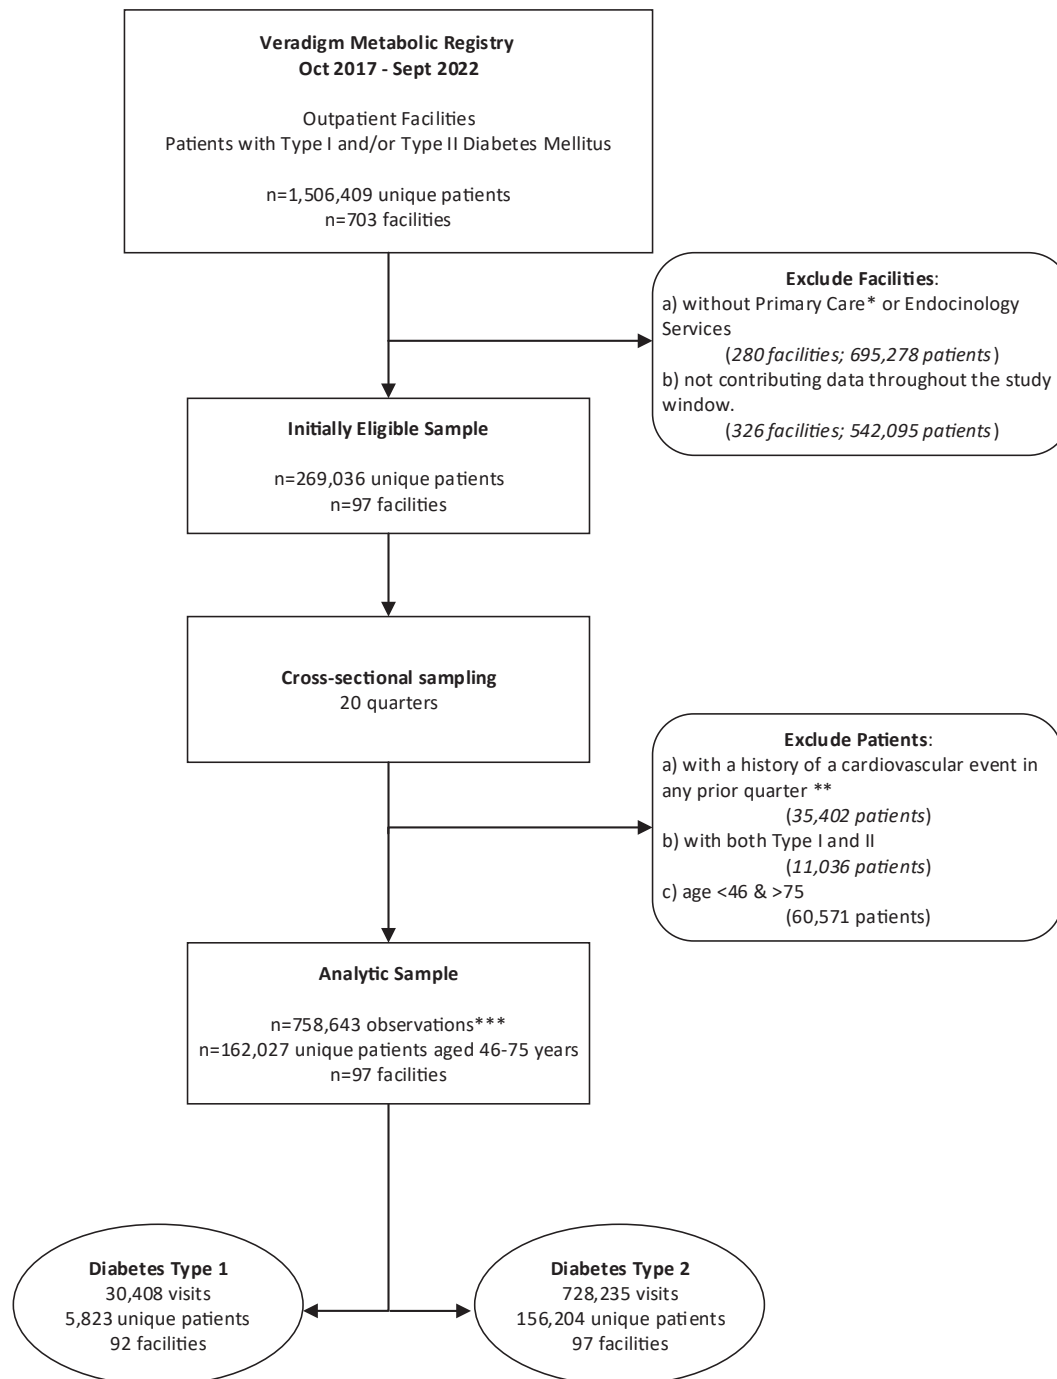 Veradigm Metabolic Registry
Oct 2017 - Sept 2022
Outpatient Facilities
Patients with Type I and/or Type II Diabetes Mellitus
n=1,506,409 unique patients
n=703 facilities
Exclude Facilities:
a) without Primary Care* or Endocinology
Services
(280 facilities; 695,278 patients)
b) not contributing data throughout the study
window.
(326 facilities; 542,095 patients)
Initially Eligible Sample
n=269,036 unique patients
n=97 facilities
Cross-sectional sampling
20 quarters
Exclude Patients:
a) with a history of a cardiovascular event in
any prior quarter **
(35,402 patients)
b) with both Type I and II
(11,036 patients)
c) age <46 & >75
(60,571 patients)
Analytic Sample
n=758,643 observations***
n=162,027 unique patients aged 46-75 years
n=97 facilities
Diabetes Type 1
30,408 visits
5,823 unique patients
92 facilities
Diabetes Type 2
728,235 visits
156,204 unique patients
97 facilities